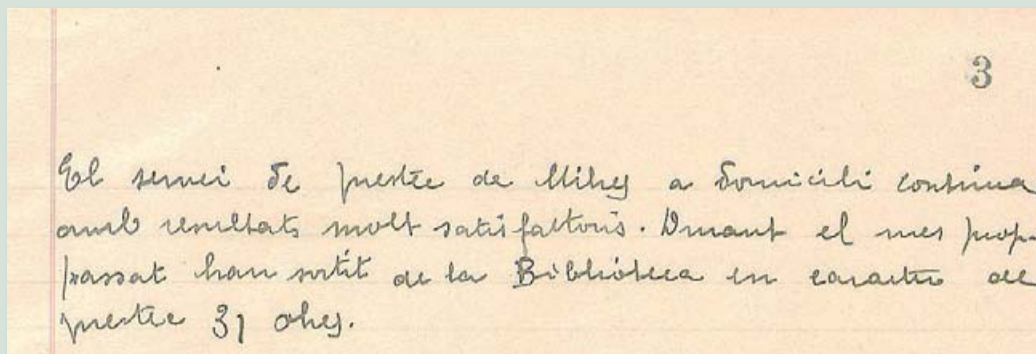 3
El servei de prestec de llibres a domicili continua
amb resultats molt satisfactoris. Durant el mes prop-
passat han sortit de la Biblióteca en caracter de
prestec 31 obres.